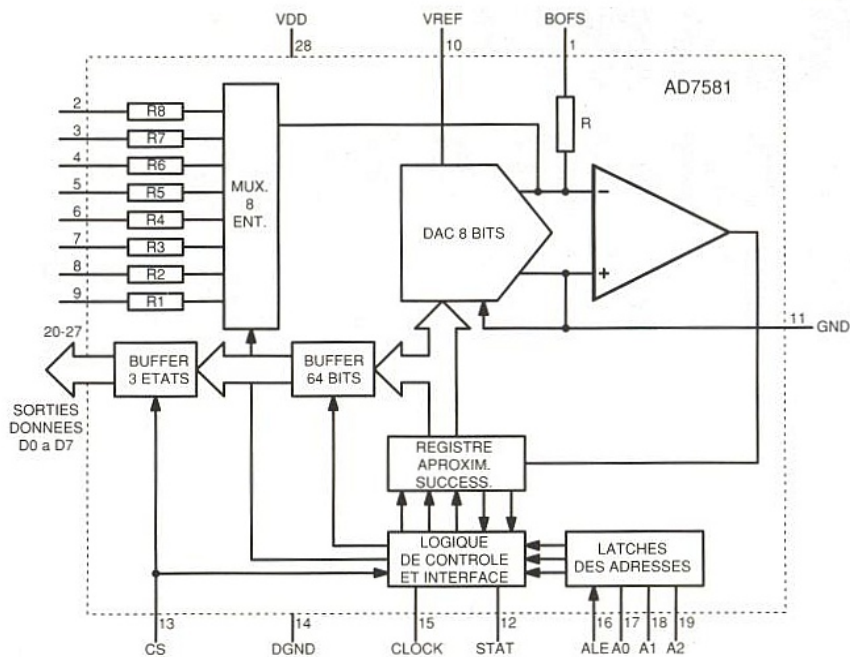 VDD
VREF
BOFS
28
10
1
AD7581
2
R8
3
R7
4
R6
5
R5
6
R4
7
R3
8
R2
9
R1
MUX.
8
ENT.
R
DAC 8 BITS
−
+
11
GND
20-27
BUFFER
3 ETATS
BUFFER
64 BITS
SORTIES
DONNEES
D0 a D7
REGISTRE
APROXIM.
SUCCESS.
LOGIQUE
DE CONTROLE
ET INTERFACE
LATCHES
DES ADRESSES
13
14
15
12
16
17
18
19
CS
DGND
CLOCK
STAT
ALE
A0
A1
A2